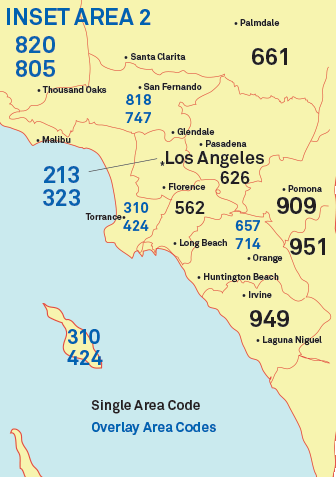 INSET AREA 2
Palmdale
820
805
661
Santa Clarita
Thousand Oaks
San Fernando
818
747
Glendale
Malibu
Pasadena
Los Angeles
213
323
626
Florence
Pomona
909
310
424
562
Torrance
657
714
951
Long Beach
Orange
Huntington Beach
Irvine
949
310
424
Laguna Niguel
Single Area Code
Overlay Area Codes